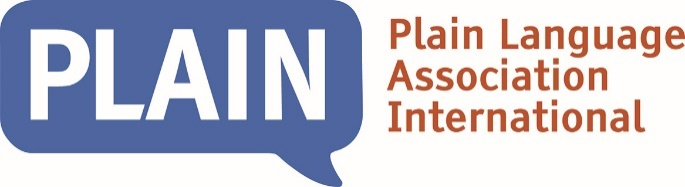 PLAIN
Plain Language
Association
International